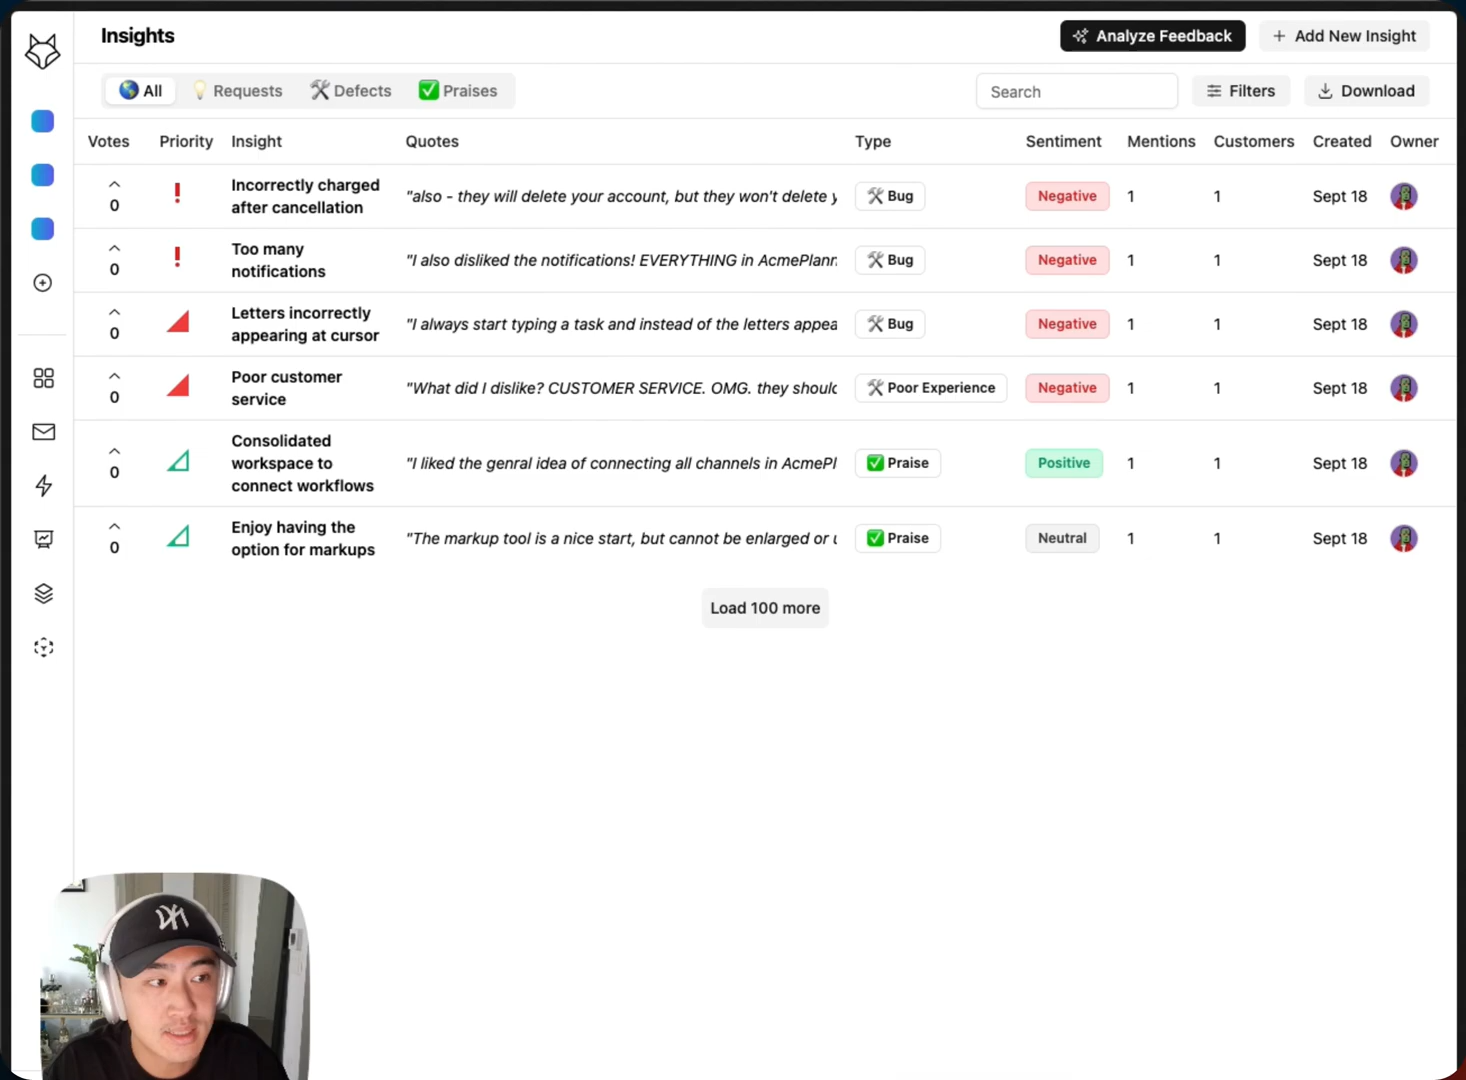 Insights
Analyze Feedback
Add New Insight
All
Requests
Defects
Praises
Search
Filters
Download
Votes Priority Insight Quotes Type Sentiment Mentions Customers Created Owner
Incorrectly charged
after cancellation
0
"also - they will delete your account, but they won't delete y
Bug
Negative
1
1
Sept 18
Too many
notifications
0
"I also disliked the notifications! EVERYTHING in AcmePlann
Bug
Negative
1
1
Sept 18
Letters incorrectly
appearing at cursor
0
"I always start typing a task and instead of the letters appea
Bug
Negative
1
1
Sept 18
Poor customer
service
0
"What did I dislike? CUSTOMER SERVICE. OMG. they should
Poor Experience
Negative
1
1
Sept 18
Consolidated
workspace to
connect workflows
0
"I liked the genral idea of connecting all channels in AcmePl
Praise
Positive
1
1
Sept 18
Enjoy having the
option for markups
0
"The markup tool is a nice start, but cannot be enlarged or u
Praise
Neutral
1
1
Sept 18
Load 100 more